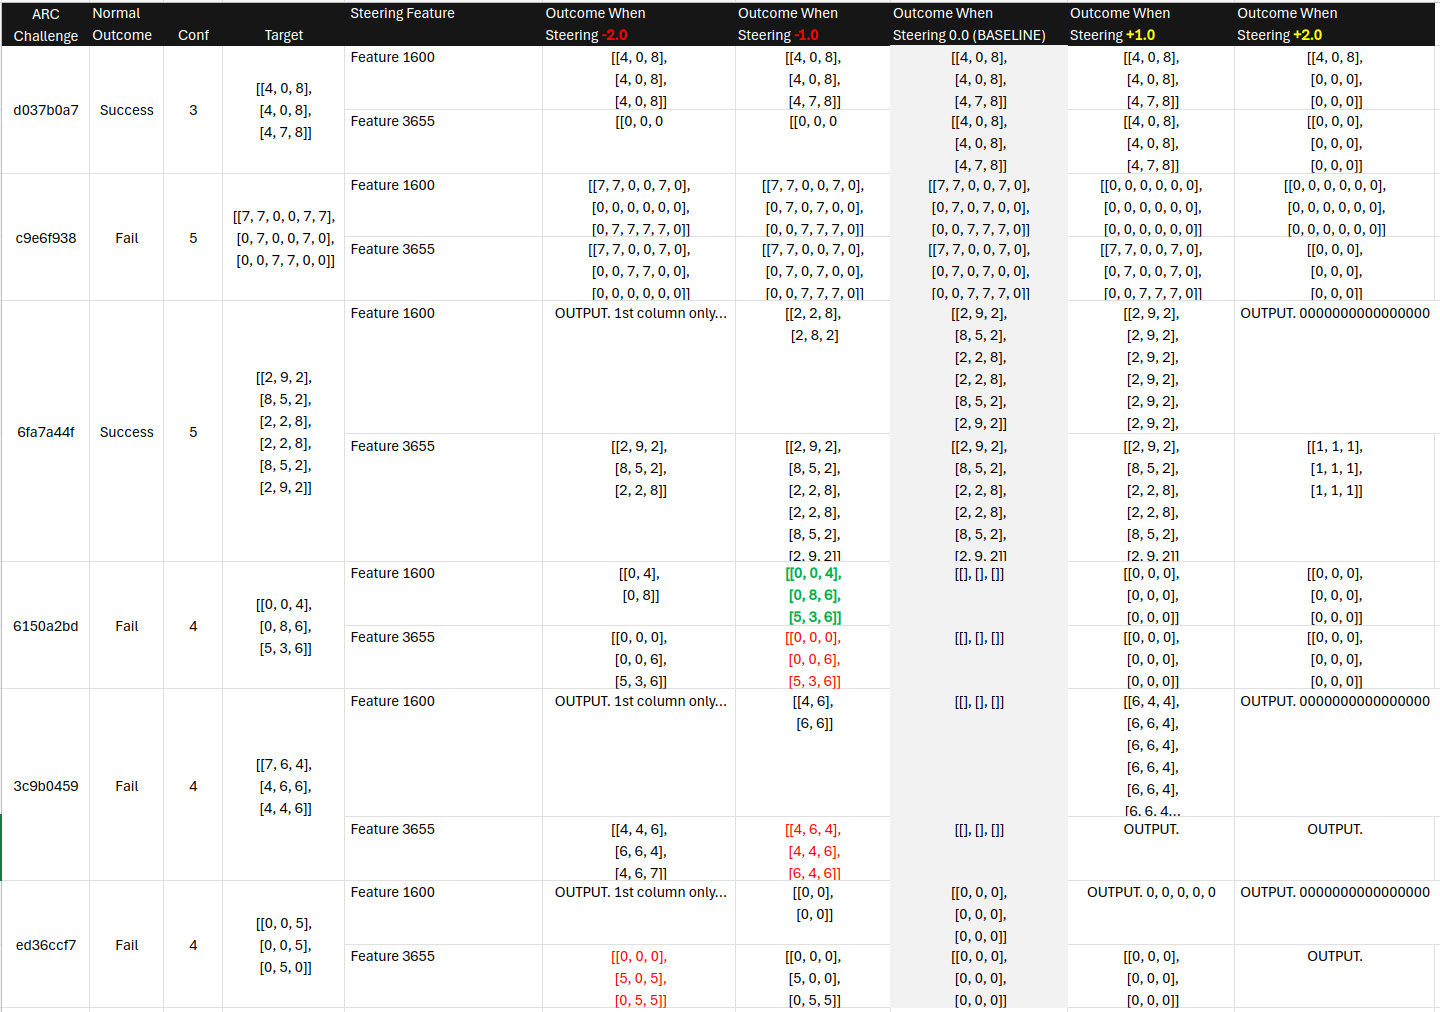 ARC Challenge
Normal Outcome
Conf
Target
Steering Feature
Outcome When Steering -2.0
Outcome When Steering -1.0
Outcome When Steering 0.0 (BASELINE)
Outcome When Steering +1.0
Outcome When Steering +2.0
d037b0a7
Success
3
[[4, 0, 8],
[4, 0, 8],
[4, 7, 8]]
Feature 1600
[[4, 0, 8],
[4, 0, 8],
[4, 0, 8]]
[[4, 0, 8],
[4, 0, 8],
[4, 7, 8]]
[[4, 0, 8],
[4, 0, 8],
[4, 7, 8]]
[[4, 0, 8],
[4, 0, 8],
[4, 7, 8]]
[[4, 0, 8],
[0, 0, 0],
[0, 0, 0]]
Feature 3655
[[0, 0, 0
[[0, 0, 0
[[4, 0, 8],
[4, 0, 8],
[4, 7, 8]]
[[4, 0, 8],
[4, 0, 8],
[4, 7, 8]]
[[0, 0, 0],
[0, 0, 0],
[0, 0, 0]]
c9e6f938
Fail
5
[[7, 7, 0, 0, 7, 7],
[0, 7, 0, 0, 7, 0],
[0, 0, 7, 7, 0, 0]]
Feature 1600
[[7, 7, 0, 0, 7, 0],
[0, 0, 0, 0, 0, 0],
[0, 7, 7, 7, 7, 0]]
[[7, 7, 0, 0, 7, 0],
[0, 7, 0, 7, 0, 0],
[0, 0, 7, 7, 7, 0]]
[[7, 7, 0, 0, 7, 0],
[0, 7, 0, 7, 0, 0],
[0, 0, 7, 7, 7, 0]]
[[0, 0, 0, 0, 0, 0],
[0, 0, 0, 0, 0, 0],
[0, 0, 0, 0, 0, 0]]
[[0, 0, 0, 0, 0, 0],
[0, 0, 0, 0, 0, 0],
[0, 0, 0, 0, 0, 0]]
Feature 3655
[[7, 7, 0, 0, 7, 0],
[0, 0, 7, 7, 0, 0],
[0, 0, 0, 0, 0, 0]]
[[7, 7, 0, 0, 7, 0],
[0, 7, 0, 7, 0, 0],
[0, 0, 7, 7, 7, 0]]
[[7, 7, 0, 0, 7, 0],
[0, 7, 0, 7, 0, 0],
[0, 0, 7, 7, 7, 0]]
[[7, 7, 0, 0, 7, 0],
[0, 7, 0, 0, 7, 0],
[0, 0, 7, 7, 7, 0]]
[[0, 0, 0],
[0, 0, 0],
[0, 0, 0]]
6fa7a44f
Success
5
[[2, 9, 2],
[8, 5, 2],
[2, 2, 8],
[2, 2, 8],
[8, 5, 2],
[2, 9, 2]]
Feature 1600
OUTPUT. 1st column only...
[[2, 2, 8],
[2, 8, 2]
[[2, 9, 2],
[8, 5, 2],
[2, 2, 8],
[2, 2, 8],
[8, 5, 2],
[2, 9, 2]]
[[2, 9, 2],
[2, 9, 2],
[2, 9, 2],
[2, 9, 2],
[2, 9, 2],
[2, 9, 2],
OUTPUT. 0000000000000000
Feature 3655
[[2, 9, 2],
[8, 5, 2],
[2, 2, 8]]
[[2, 9, 2],
[8, 5, 2],
[2, 2, 8],
[2, 2, 8],
[8, 5, 2],
[2, 9, 2]]
[[2, 9, 2],
[8, 5, 2],
[2, 2, 8],
[2, 2, 8],
[8, 5, 2],
[2, 9, 2]]
[[2, 9, 2],
[8, 5, 2],
[2, 2, 8],
[2, 2, 8],
[8, 5, 2],
[2, 9, 2]]
[[1, 1, 1],
[1, 1, 1],
[1, 1, 1]]
6150a2bd
Fail
4
[[0, 0, 4],
[0, 8, 6],
[5, 3, 6]]
Feature 1600
[[0, 4],
[0, 8]]
[[0, 0, 4],
[0, 8, 6],
[5, 3, 6]]
[[], [], []]
[[0, 0, 0],
[0, 0, 0],
[0, 0, 0]]
[[0, 0, 0],
[0, 0, 0],
[0, 0, 0]]
Feature 3655
[[0, 0, 0],
[0, 0, 6],
[5, 3, 6]]
[[0, 0, 0],
[0, 0, 6],
[5, 3, 6]]
[[], [], []]
[[0, 0, 0],
[0, 0, 0],
[0, 0, 0]]
[[0, 0, 0],
[0, 0, 0],
[0, 0, 0]]
3c9b0459
Fail
4
[[7, 6, 4],
[4, 6, 6],
[4, 4, 6]]
Feature 1600
OUTPUT. 1st column only...
[[4, 6],
[6, 6]]
[[], [], []]
[[6, 4, 4],
[6, 6, 4],
[6, 6, 4],
[6, 6, 4],
[6, 6, 4],
[6, 6, 4...
OUTPUT. 0000000000000000
Feature 3655
[[4, 4, 6],
[6, 6, 4],
[4, 6, 7]]
[[4, 6, 4],
[4, 4, 6],
[6, 4, 6]]
[[], [], []]
OUTPUT.
OUTPUT.
ed36ccf7
Fail
4
[[0, 0, 5],
[0, 0, 5],
[0, 5, 0]]
Feature 1600
OUTPUT. 1st column only...
[[0, 0],
[0, 0]]
[[0, 0, 0],
[0, 0, 0],
[0, 0, 0]]
OUTPUT. 0, 0, 0, 0, 0
OUTPUT. 0000000000000000
Feature 3655
[[0, 0, 0],
[5, 0, 5],
[0, 5, 5]]
[[0, 0, 0],
[5, 0, 0],
[0, 5, 5]]
[[0, 0, 0],
[0, 0, 0],
[0, 0, 0]]
[[0, 0, 0],
[0, 0, 0],
[0, 0, 0]]
OUTPUT.